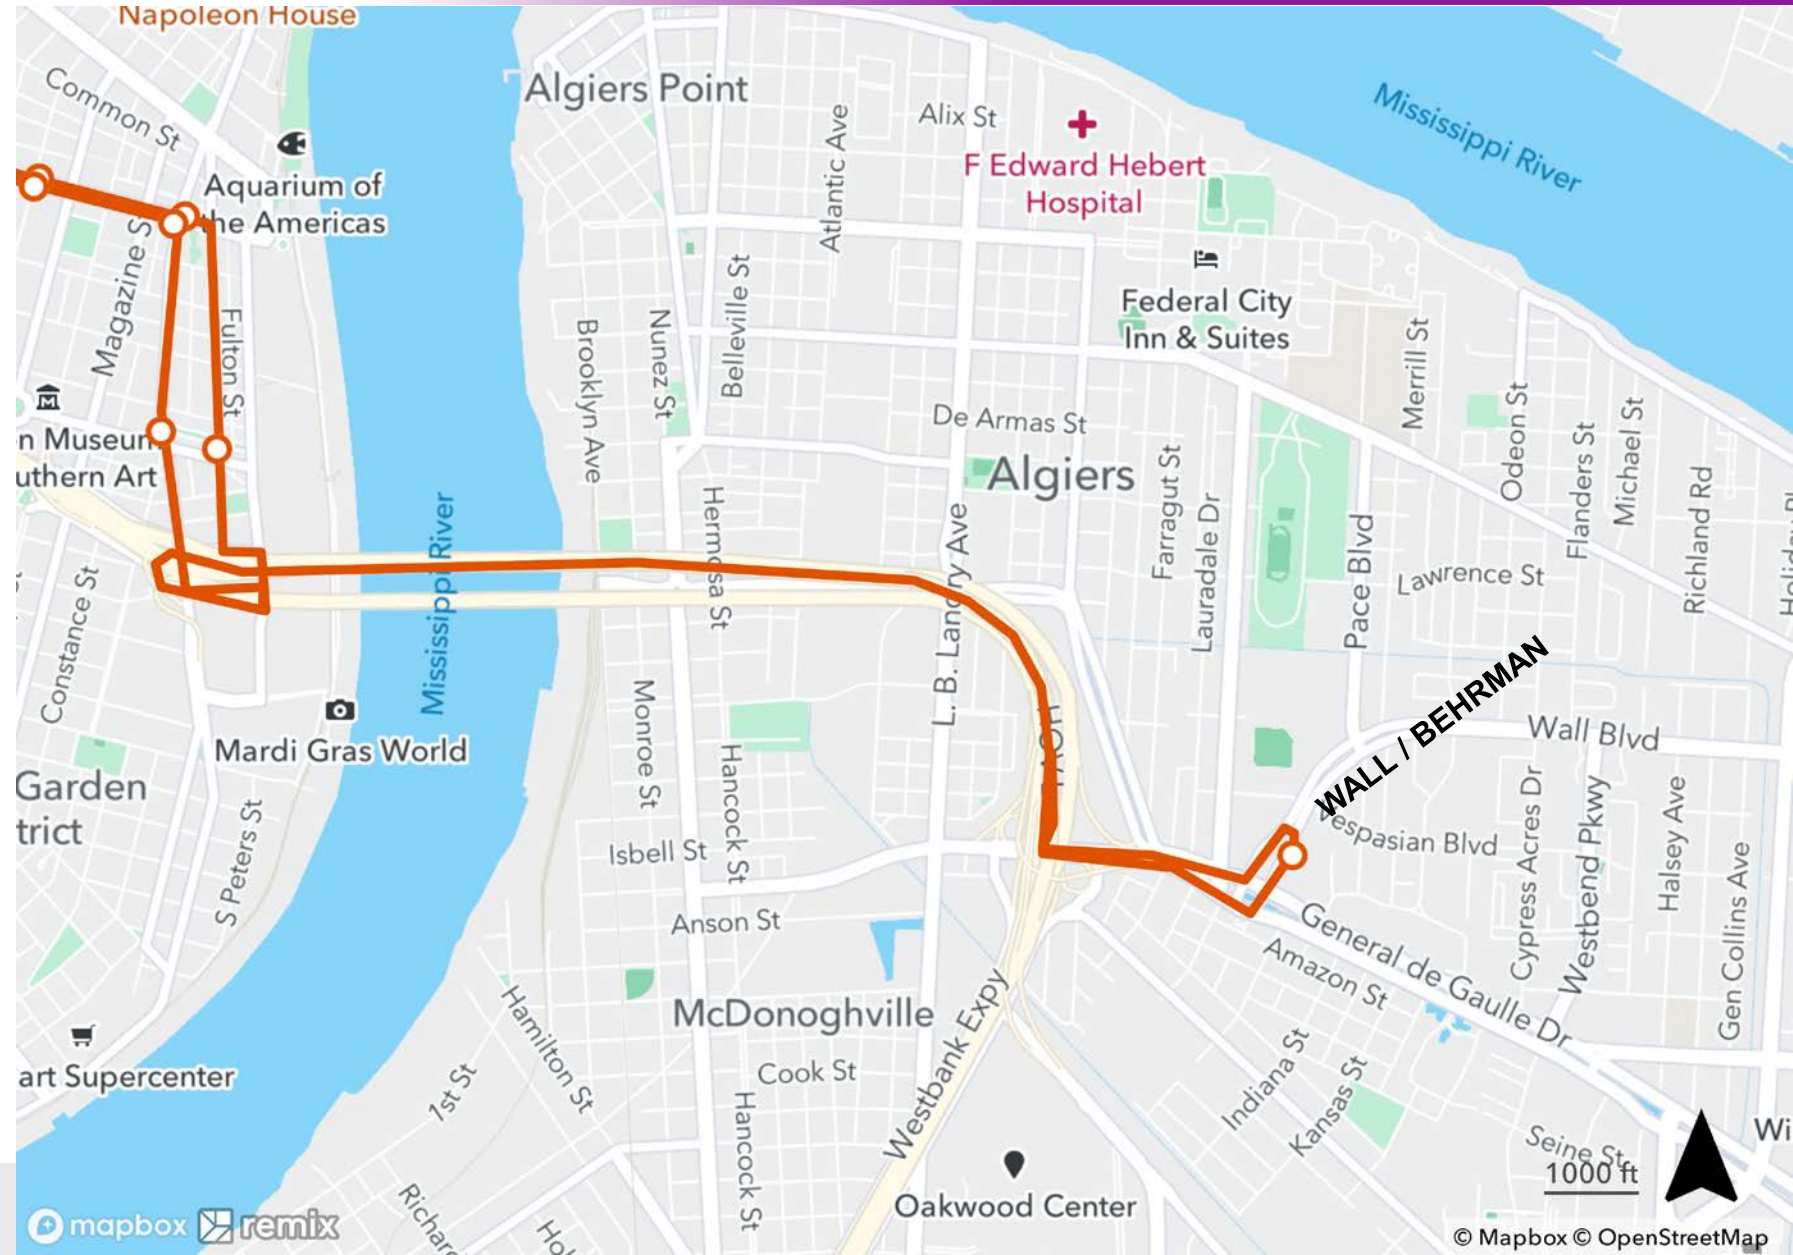 Napoleon House
Common St
Algiers Point
Alix St
Mississippi River
F Edward Hebert
Hospital
Aquarium of
the Americas
Atlantic Ave
Magazine
Belleville St
Federal City
Inn & Suites
Fulton St
Nunez St
Brooklyn Ave
Merrill St
De Armas St
Odeon St
Michael St
Flanders St
n Museum
uthern Art
Algiers
Farragut St
Lauradale Dr
Richland Rd
Mississippi River
Hermosa St
L. B. Landry Ave
Pace Blvd
Lawrence St
Constance St
WALL / BEHRMAN
Monroe St
HOV
Wall Blvd
Mardi Gras World
Garden
trict
Hancock St
Cypress Acres Dr
Westbend Pkwy
Halsey Ave
S Peters St
Isbell St
Vespasian Blvd
Gen Collins Ave
Anson St
General de Gaulle Dr
Amazon St
McDonoghville
Hamilton St
Westbank Expy
art Supercenter
1st St
Cook St
Indiana St
Kansas St
Hancock St
Seine St
Wi
1000 ft
Oakwood Center
Richar
Ho
mapbox remix
© Mapbox © OpenStreetMap